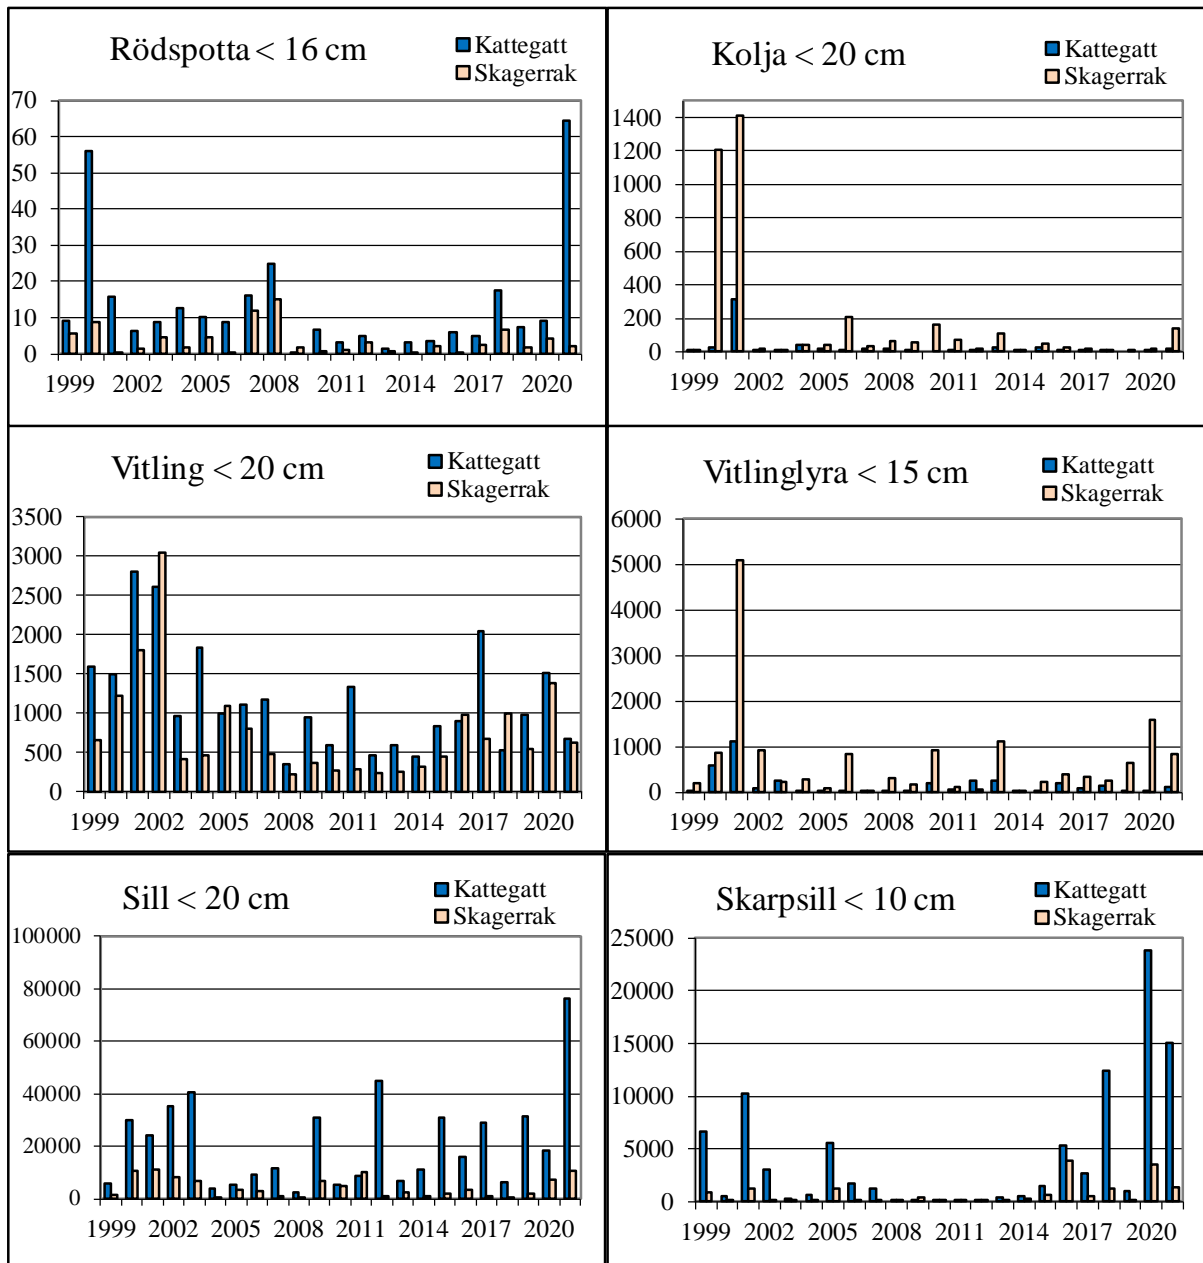 Rödspotta < 16 cm
Kattegatt
Skagerrak
70
60
50
40
30
20
10
0
1999 2002 2005 2008 2011 2014 2017 2020
Kolja < 20 cm
Kattegatt
Skagerrak
1400
1200
1000
800
600
400
200
0
1999 2002 2005 2008 2011 2014 2017 2020
Vitling < 20 cm
Kattegatt
Skagerrak
3500
3000
2500
2000
1500
1000
500
0
1999 2002 2005 2008 2011 2014 2017 2020
Vitlinglyra < 15 cm
Kattegatt
Skagerrak
6000
5000
4000
3000
2000
1000
0
1999 2002 2005 2008 2011 2014 2017 2020
Sill < 20 cm
Kattegatt
Skagerrak
100000
80000
60000
40000
20000
0
1999 2002 2005 2008 2011 2014 2017 2020
Skarpsill < 10 cm
Kattegatt
Skagerrak
25000
20000
15000
10000
5000
0
1999 2002 2005 2008 2011 2014 2017 2020